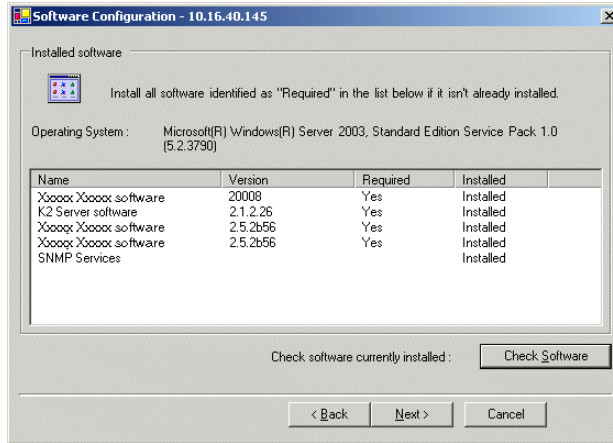 Software Configuration - 10.16.40.145
Installed software
Install all software identified as "Required" in the list below if it isn't already installed.
Operating System : Microsoft(R) Windows(R) Server 2003, Standard Edition Service Pack 1.0
(5.2.3790)
Name Version Required Installed
Xxxxx Xxxxx software 20008 Yes Installed
K2 Server software 2.1.2.26 Yes Installed
Xxxxx Xxxxx software 2.5.2b56 Yes Installed
Xxxxx Xxxxx software 2.5.2b56 Yes Installed
SNMP Services Installed
Check software currently installed : Check Software
< Back Next > Cancel